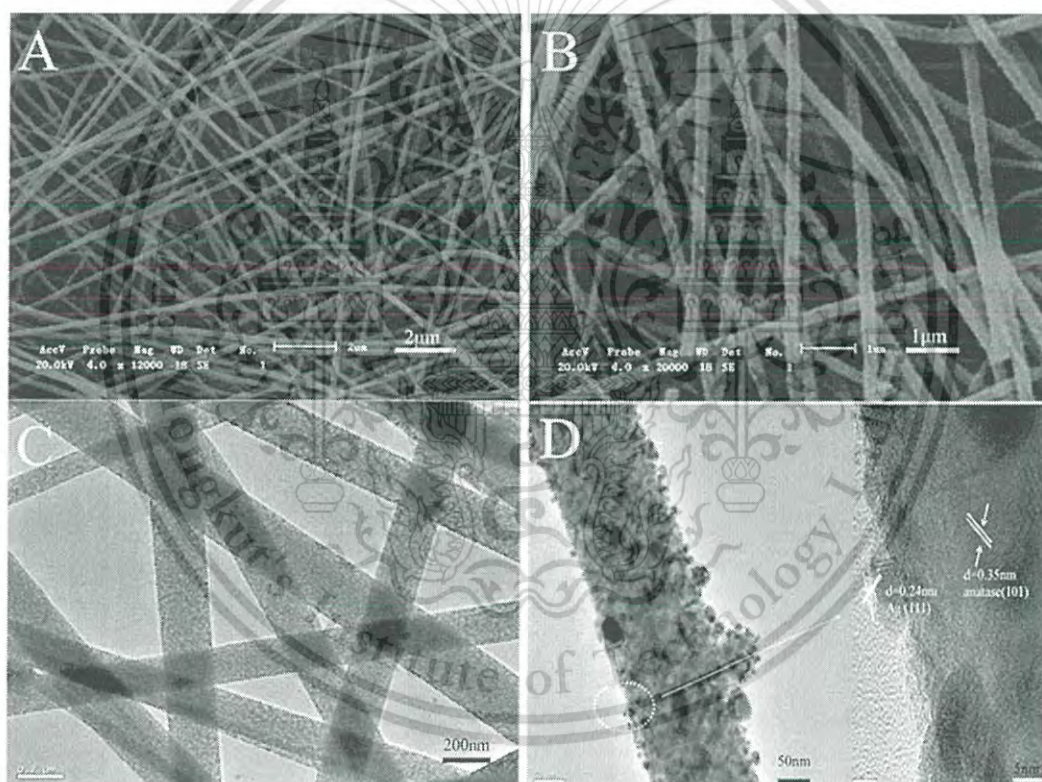 A
AccV Probe Mag WD Det No. 2um
20.0kV 4.0 x 12000 18 SE 1
2μm
B
AccV Probe Mag WD Det No. 1um
20.0kV 4.0 x 20000 18 SE 1
1μm
C
200nm
D
d=0.24nm
Ag(111)
d=0.35nm
anatase(101)
50nm
5nm